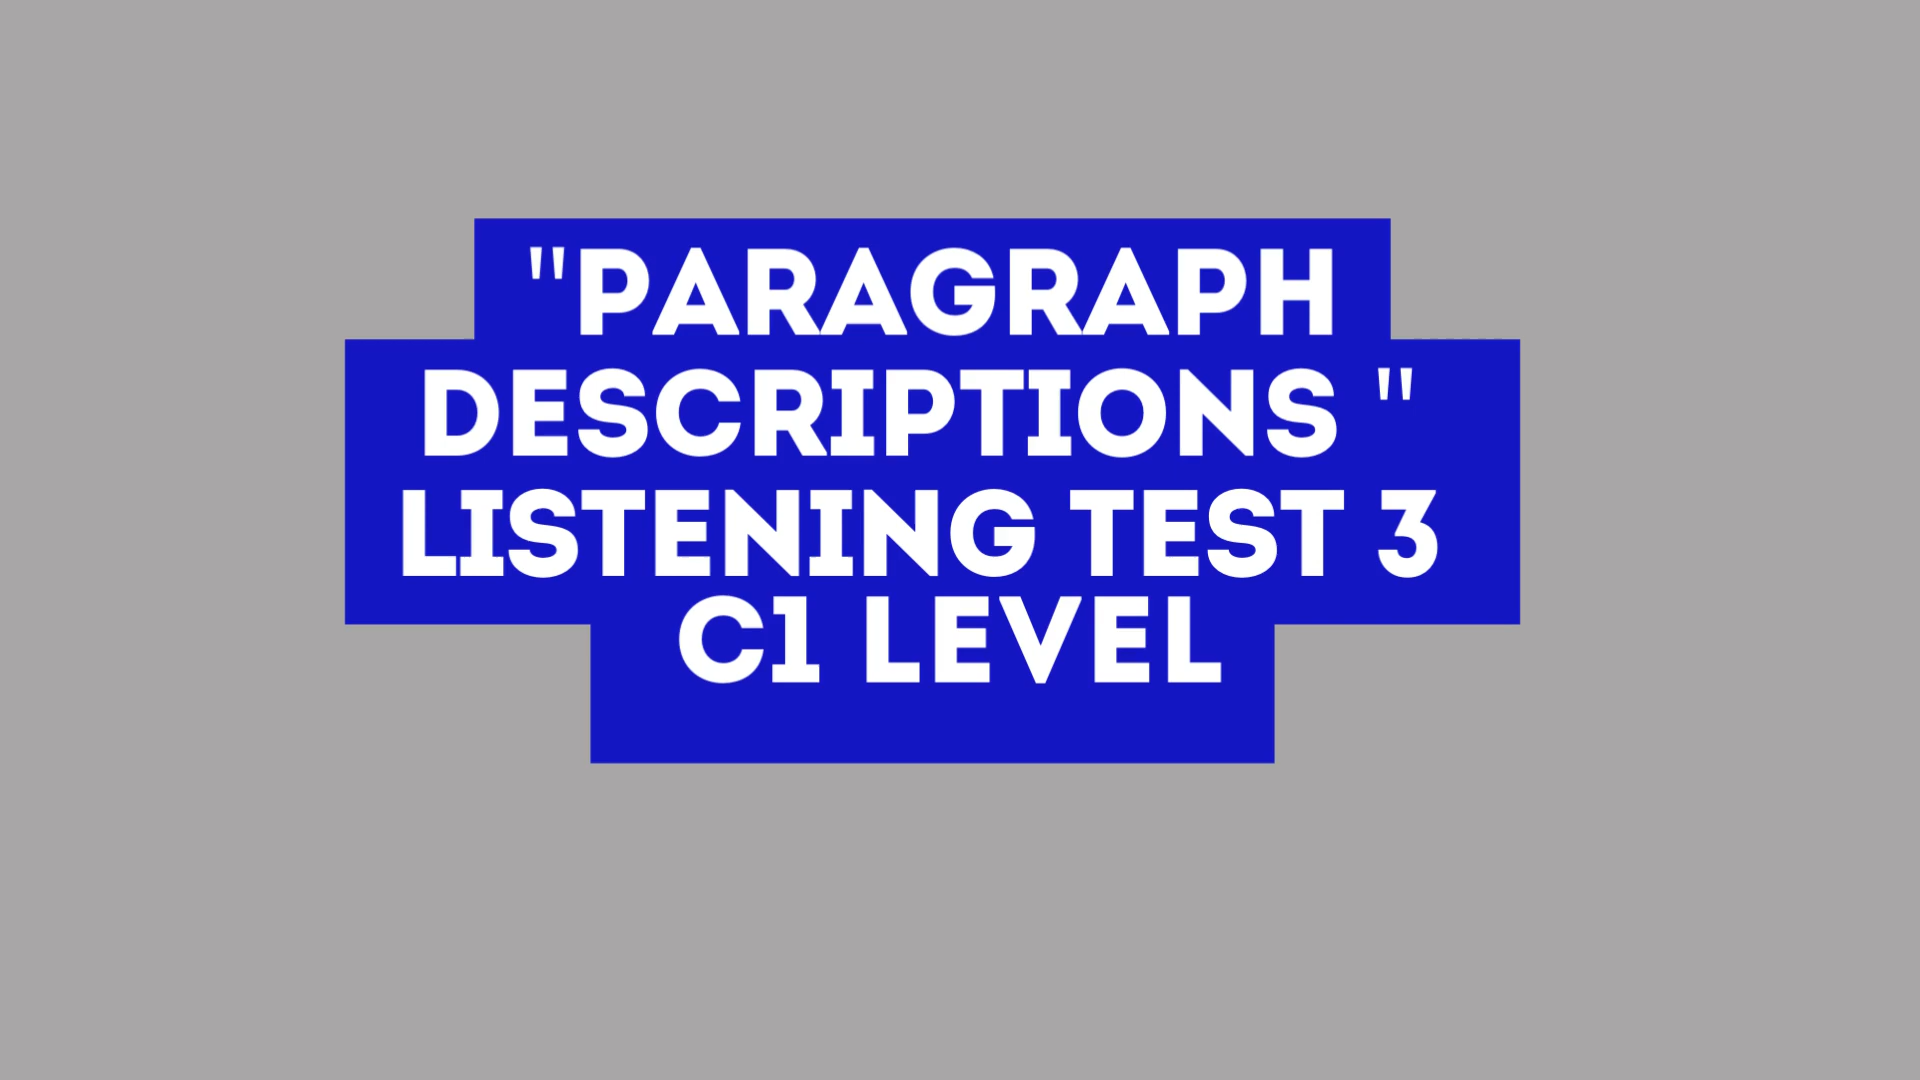 "PARAGRAPH
DESCRIPTIONS "
LISTENING TEST 3
C1 LEVEL